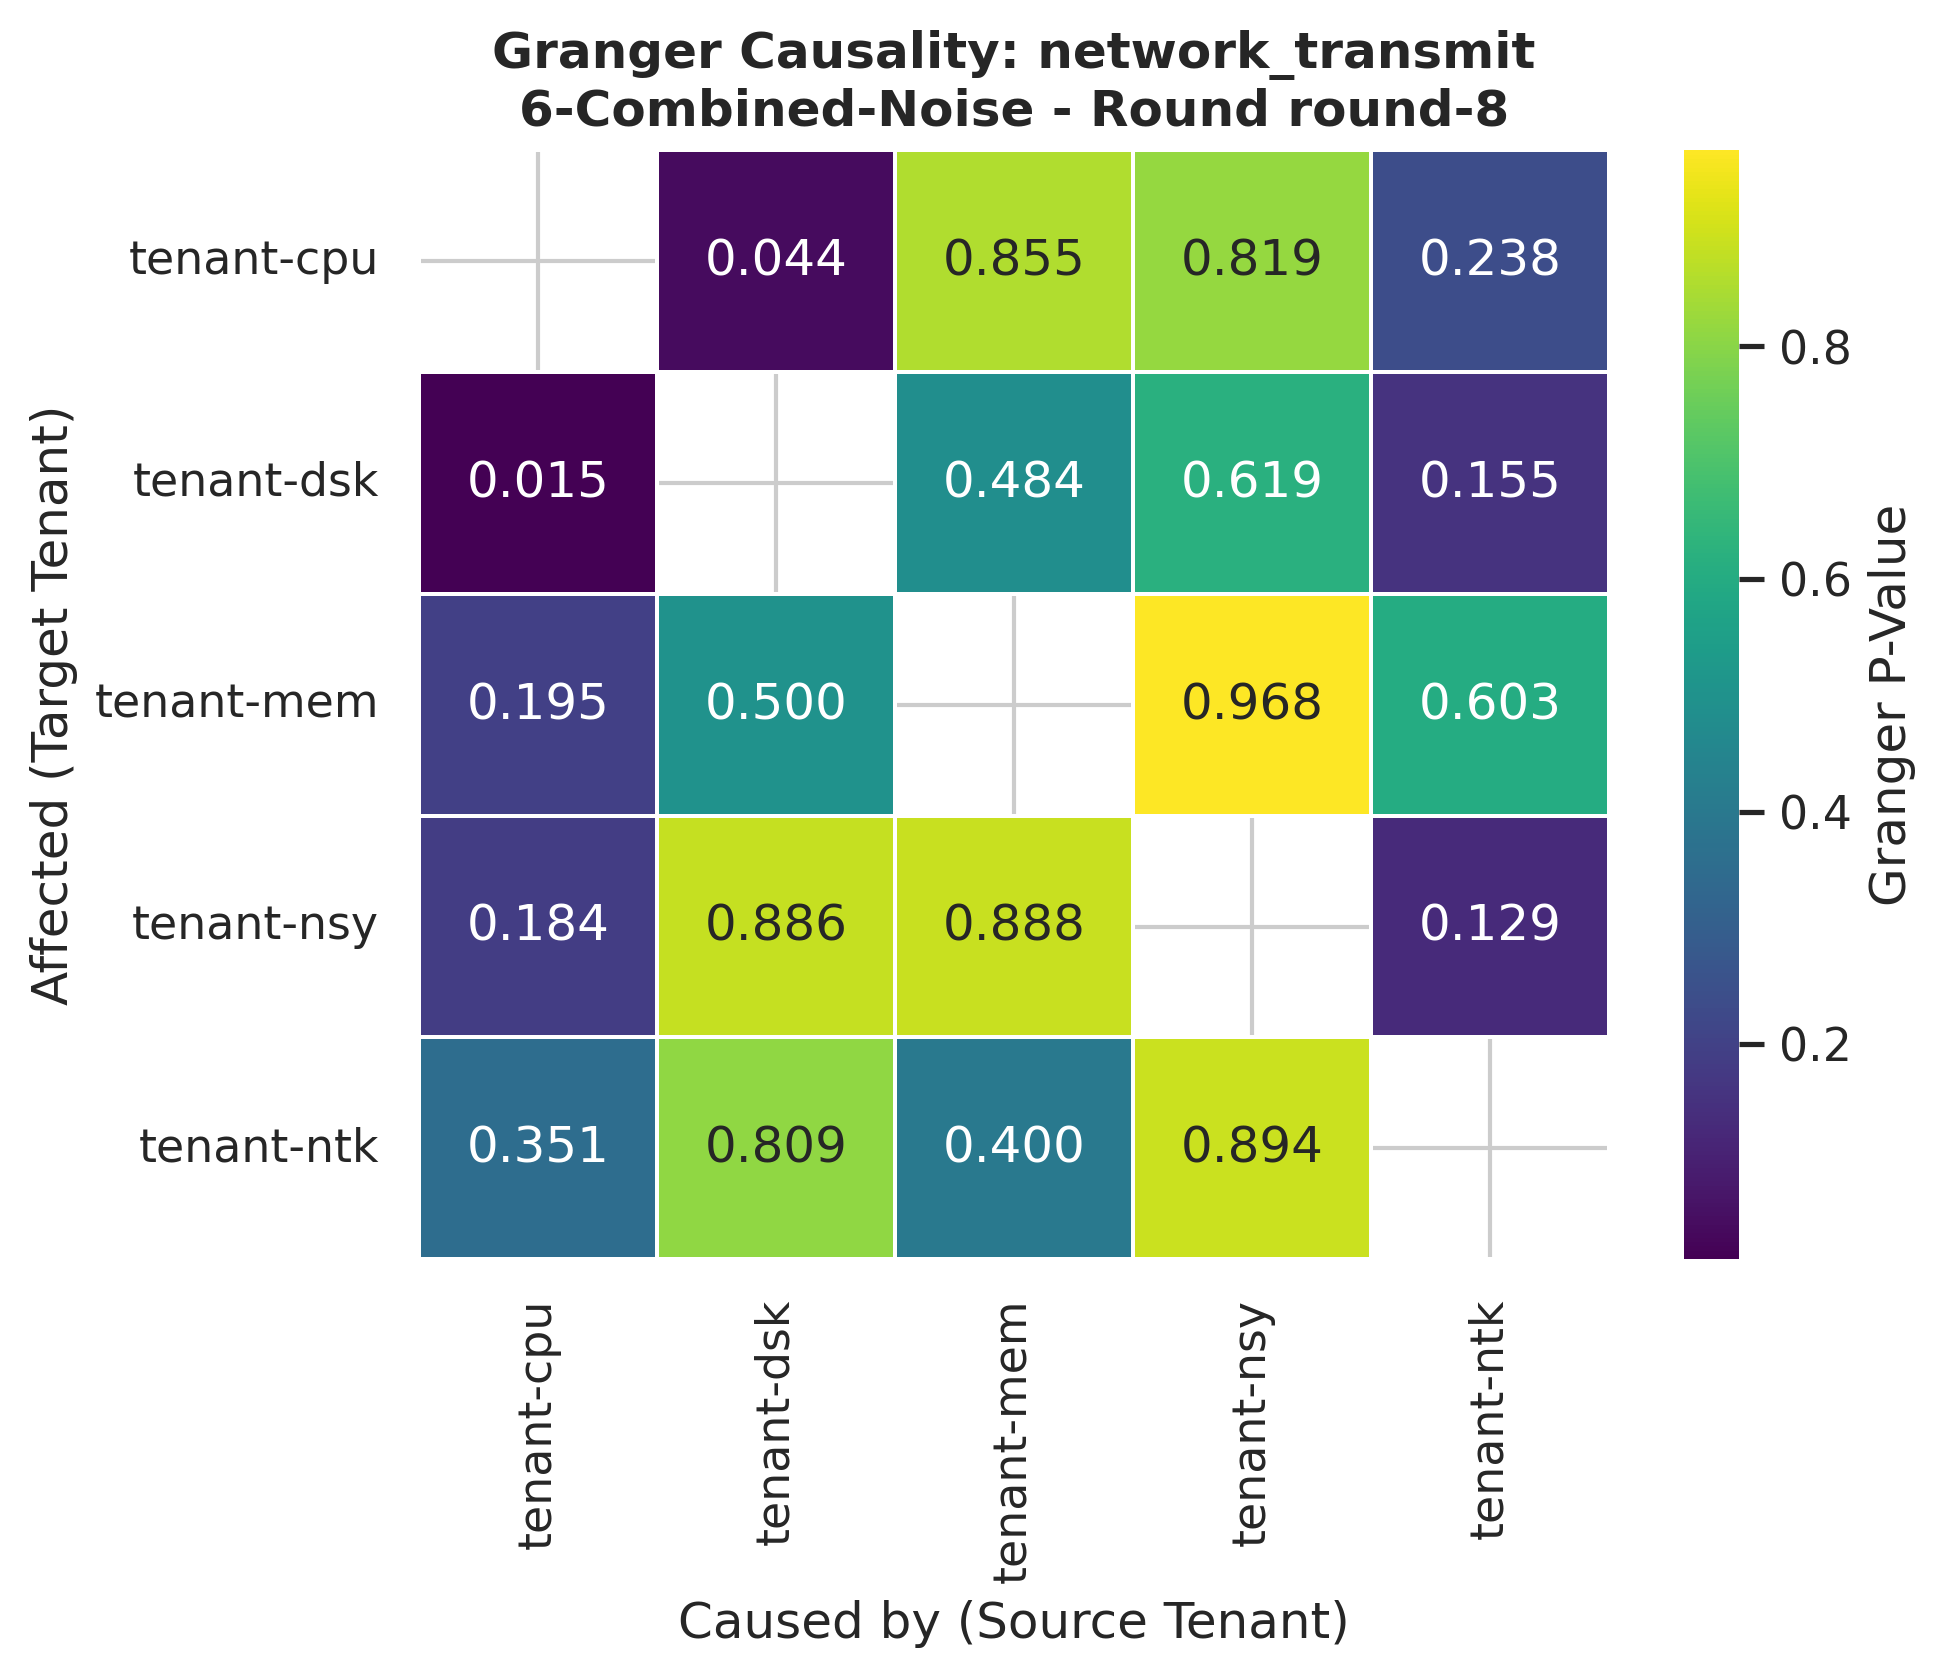 Granger Causality: network_transmit
6-Combined-Noise - Round round-8
Affected (Target Tenant)
tenant-cpu
0.044 0.855 0.819 0.238
tenant-dsk
0.015 0.484 0.619 0.155
tenant-mem
0.195 0.500 0.968 0.603
tenant-nsy
0.184 0.886 0.888 0.129
tenant-ntk
0.351 0.809 0.400 0.894
tenant-cpu
tenant-dsk
tenant-mem
tenant-nsy
tenant-ntk
Caused by (Source Tenant)
0.8
0.6
0.4
0.2
Granger P-Value